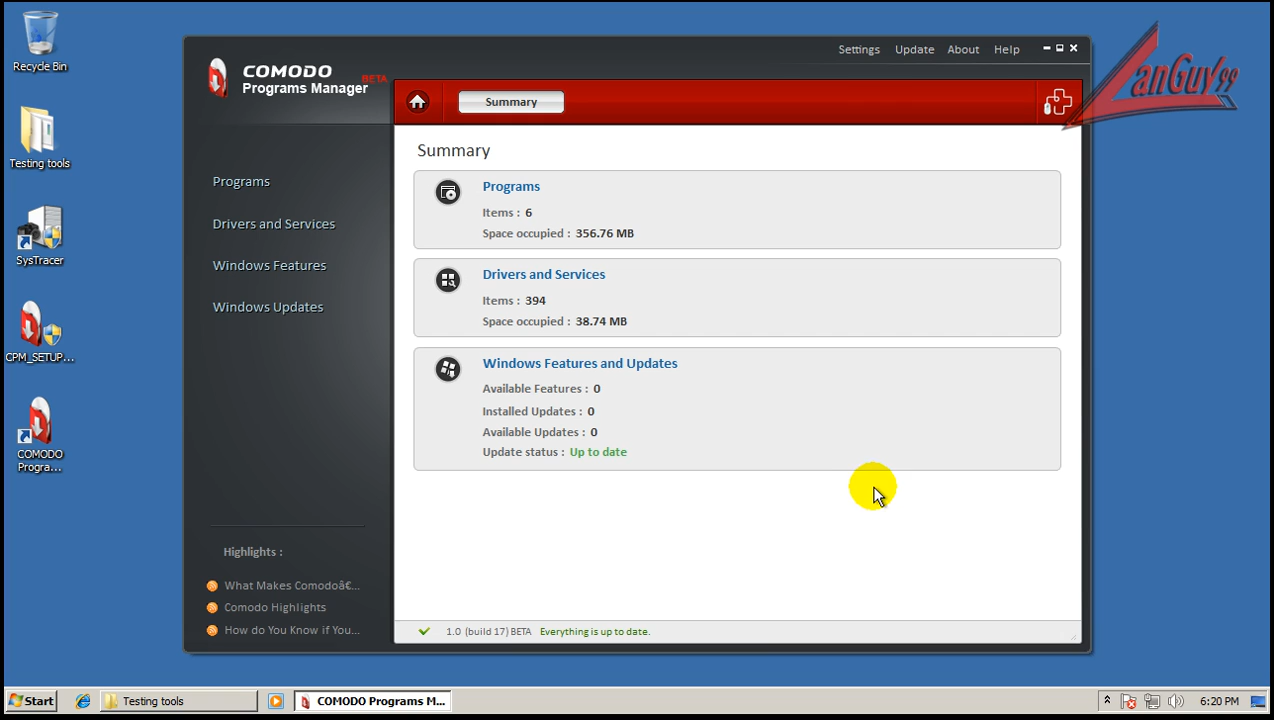 Recycle Bin
Testing tools
SysTracer
CPM_SETUP...
COMODO
Progra...
COMODO
Programs Manager
BETA
Settings
Update
About
Help
LanGuy99
Summary
Programs
Drivers and Services
Windows Features
Windows Updates
Summary
Programs
Items : 6
Space occupied : 356.76 MB
Drivers and Services
Items : 394
Space occupied : 38.74 MB
Windows Features and Updates
Available Features : 0
Installed Updates : 0
Available Updates : 0
Update status : Up to date
Highlights :
What Makes Comodoâ€...
Comodo Highlights
How do You Know if You...
1.0 (build 17) BETA Everything is up to date.
Start
Testing tools
COMODO Programs M...
6:20 PM